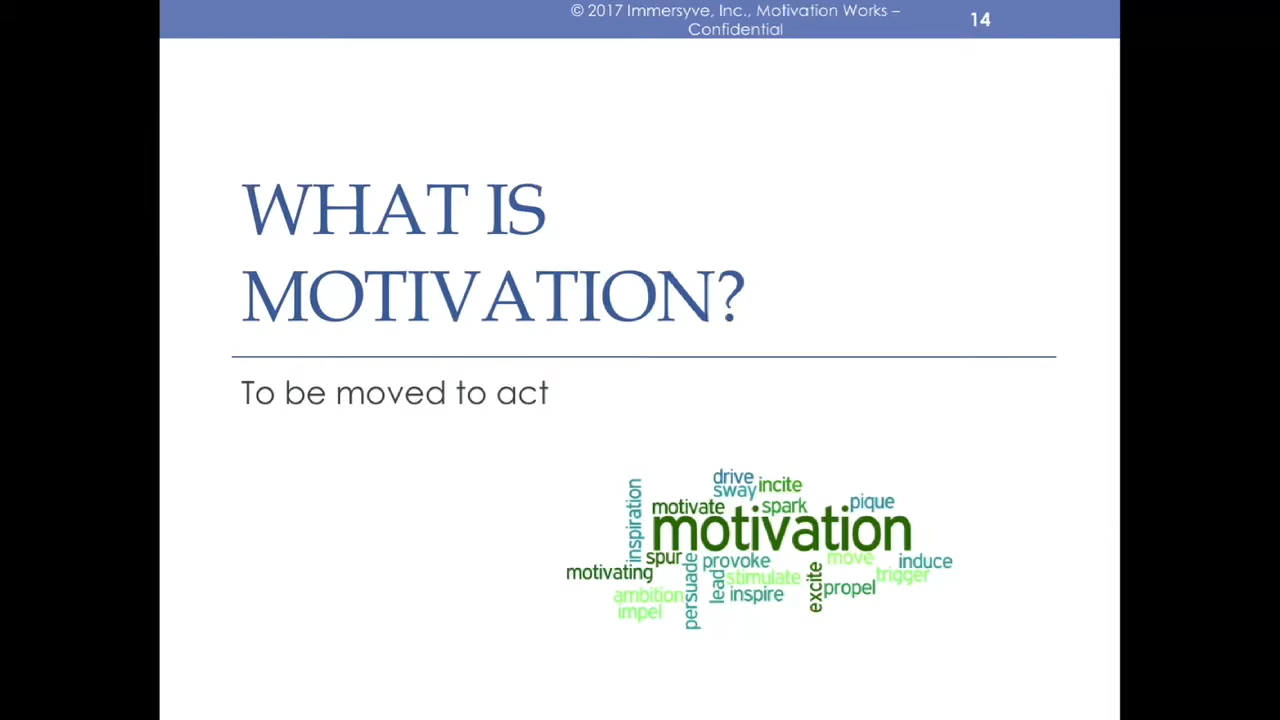 © 2017 Immersyve, Inc., Motivation Works –
Confidential
14
WHAT IS
MOTIVATION?
To be moved to act
drive
sway
incite
inspiration
motivate
spark
pique
motivation
spur
provoke
move
induce
motivating
persuade
lead
stimulate
excite
trigger
ambition
inspire
propel
impel